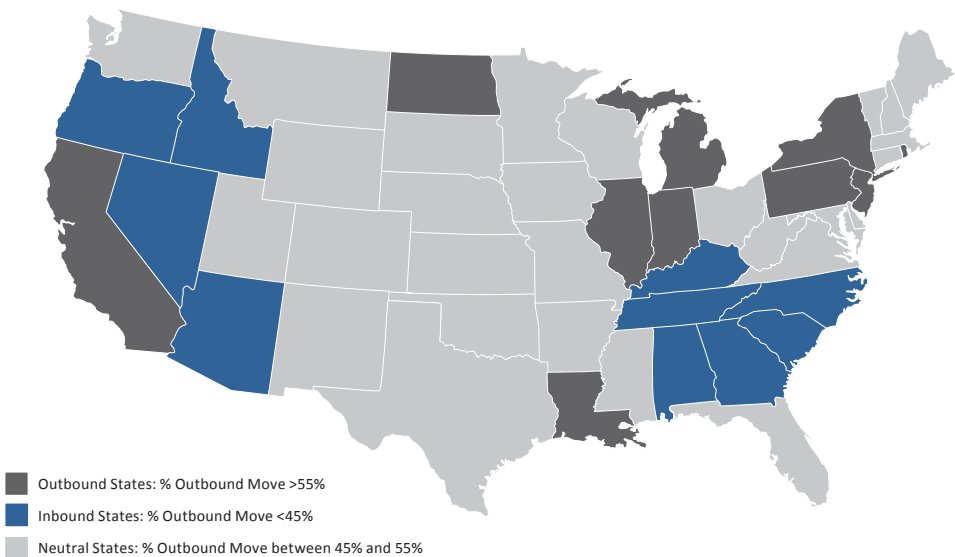 Outbound States: % Outbound Move >55%
Inbound States: % Outbound Move <45%
Neutral States: % Outbound Move between 45% and 55%